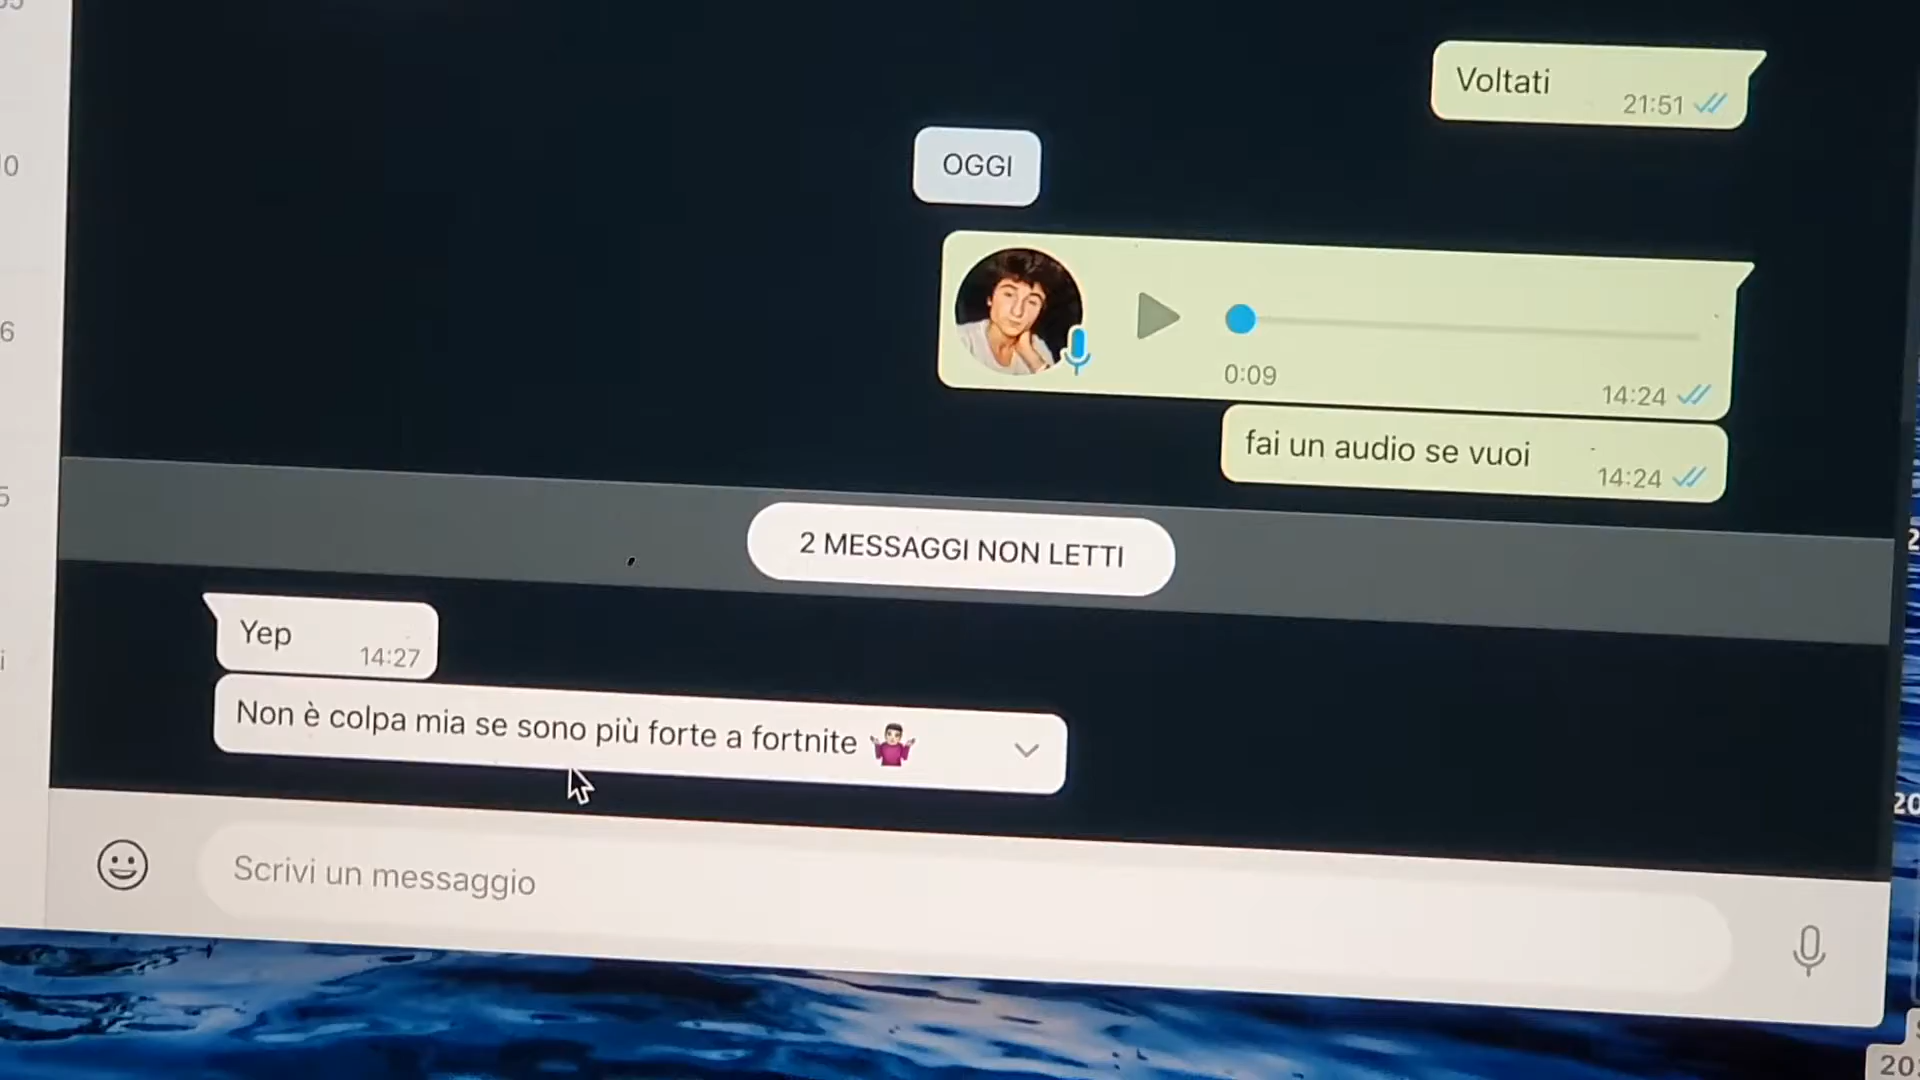 Voltati
21:51
OGGI
0:09
14:24
fai un audio se vuoi
14:24
2 MESSAGGI NON LETTI
Yep
14:27
Non è colpa mia se sono più forte a fortnite 🤷🏻‍♂️
Scrivi un messaggio